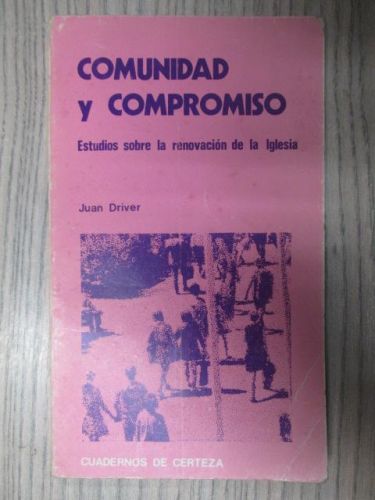 COMUNIDAD
y COMPROMISO
Estudios sobre la renovación de la Iglesia
Juan Driver
CUADERNOS DE CERTEZA